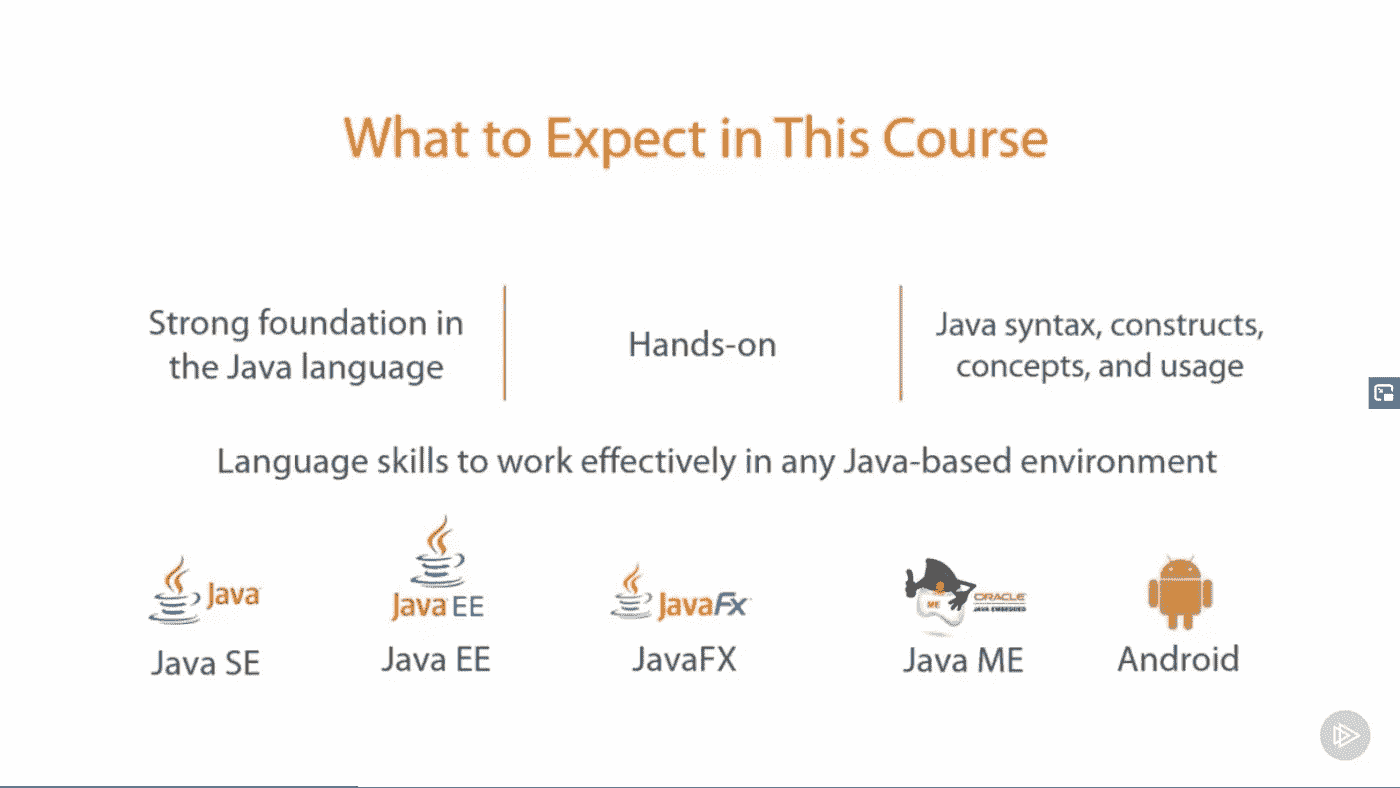 What to Expect in This Course
Strong foundation in
the Java language
Hands-on
Java syntax, constructs,
concepts, and usage
Language skills to work effectively in any Java-based environment
Java
Java EE
JavaFX
ME
ORACLE
JAVA EMBEDDED
Java SE
Java EE
JavaFX
Java ME
Android